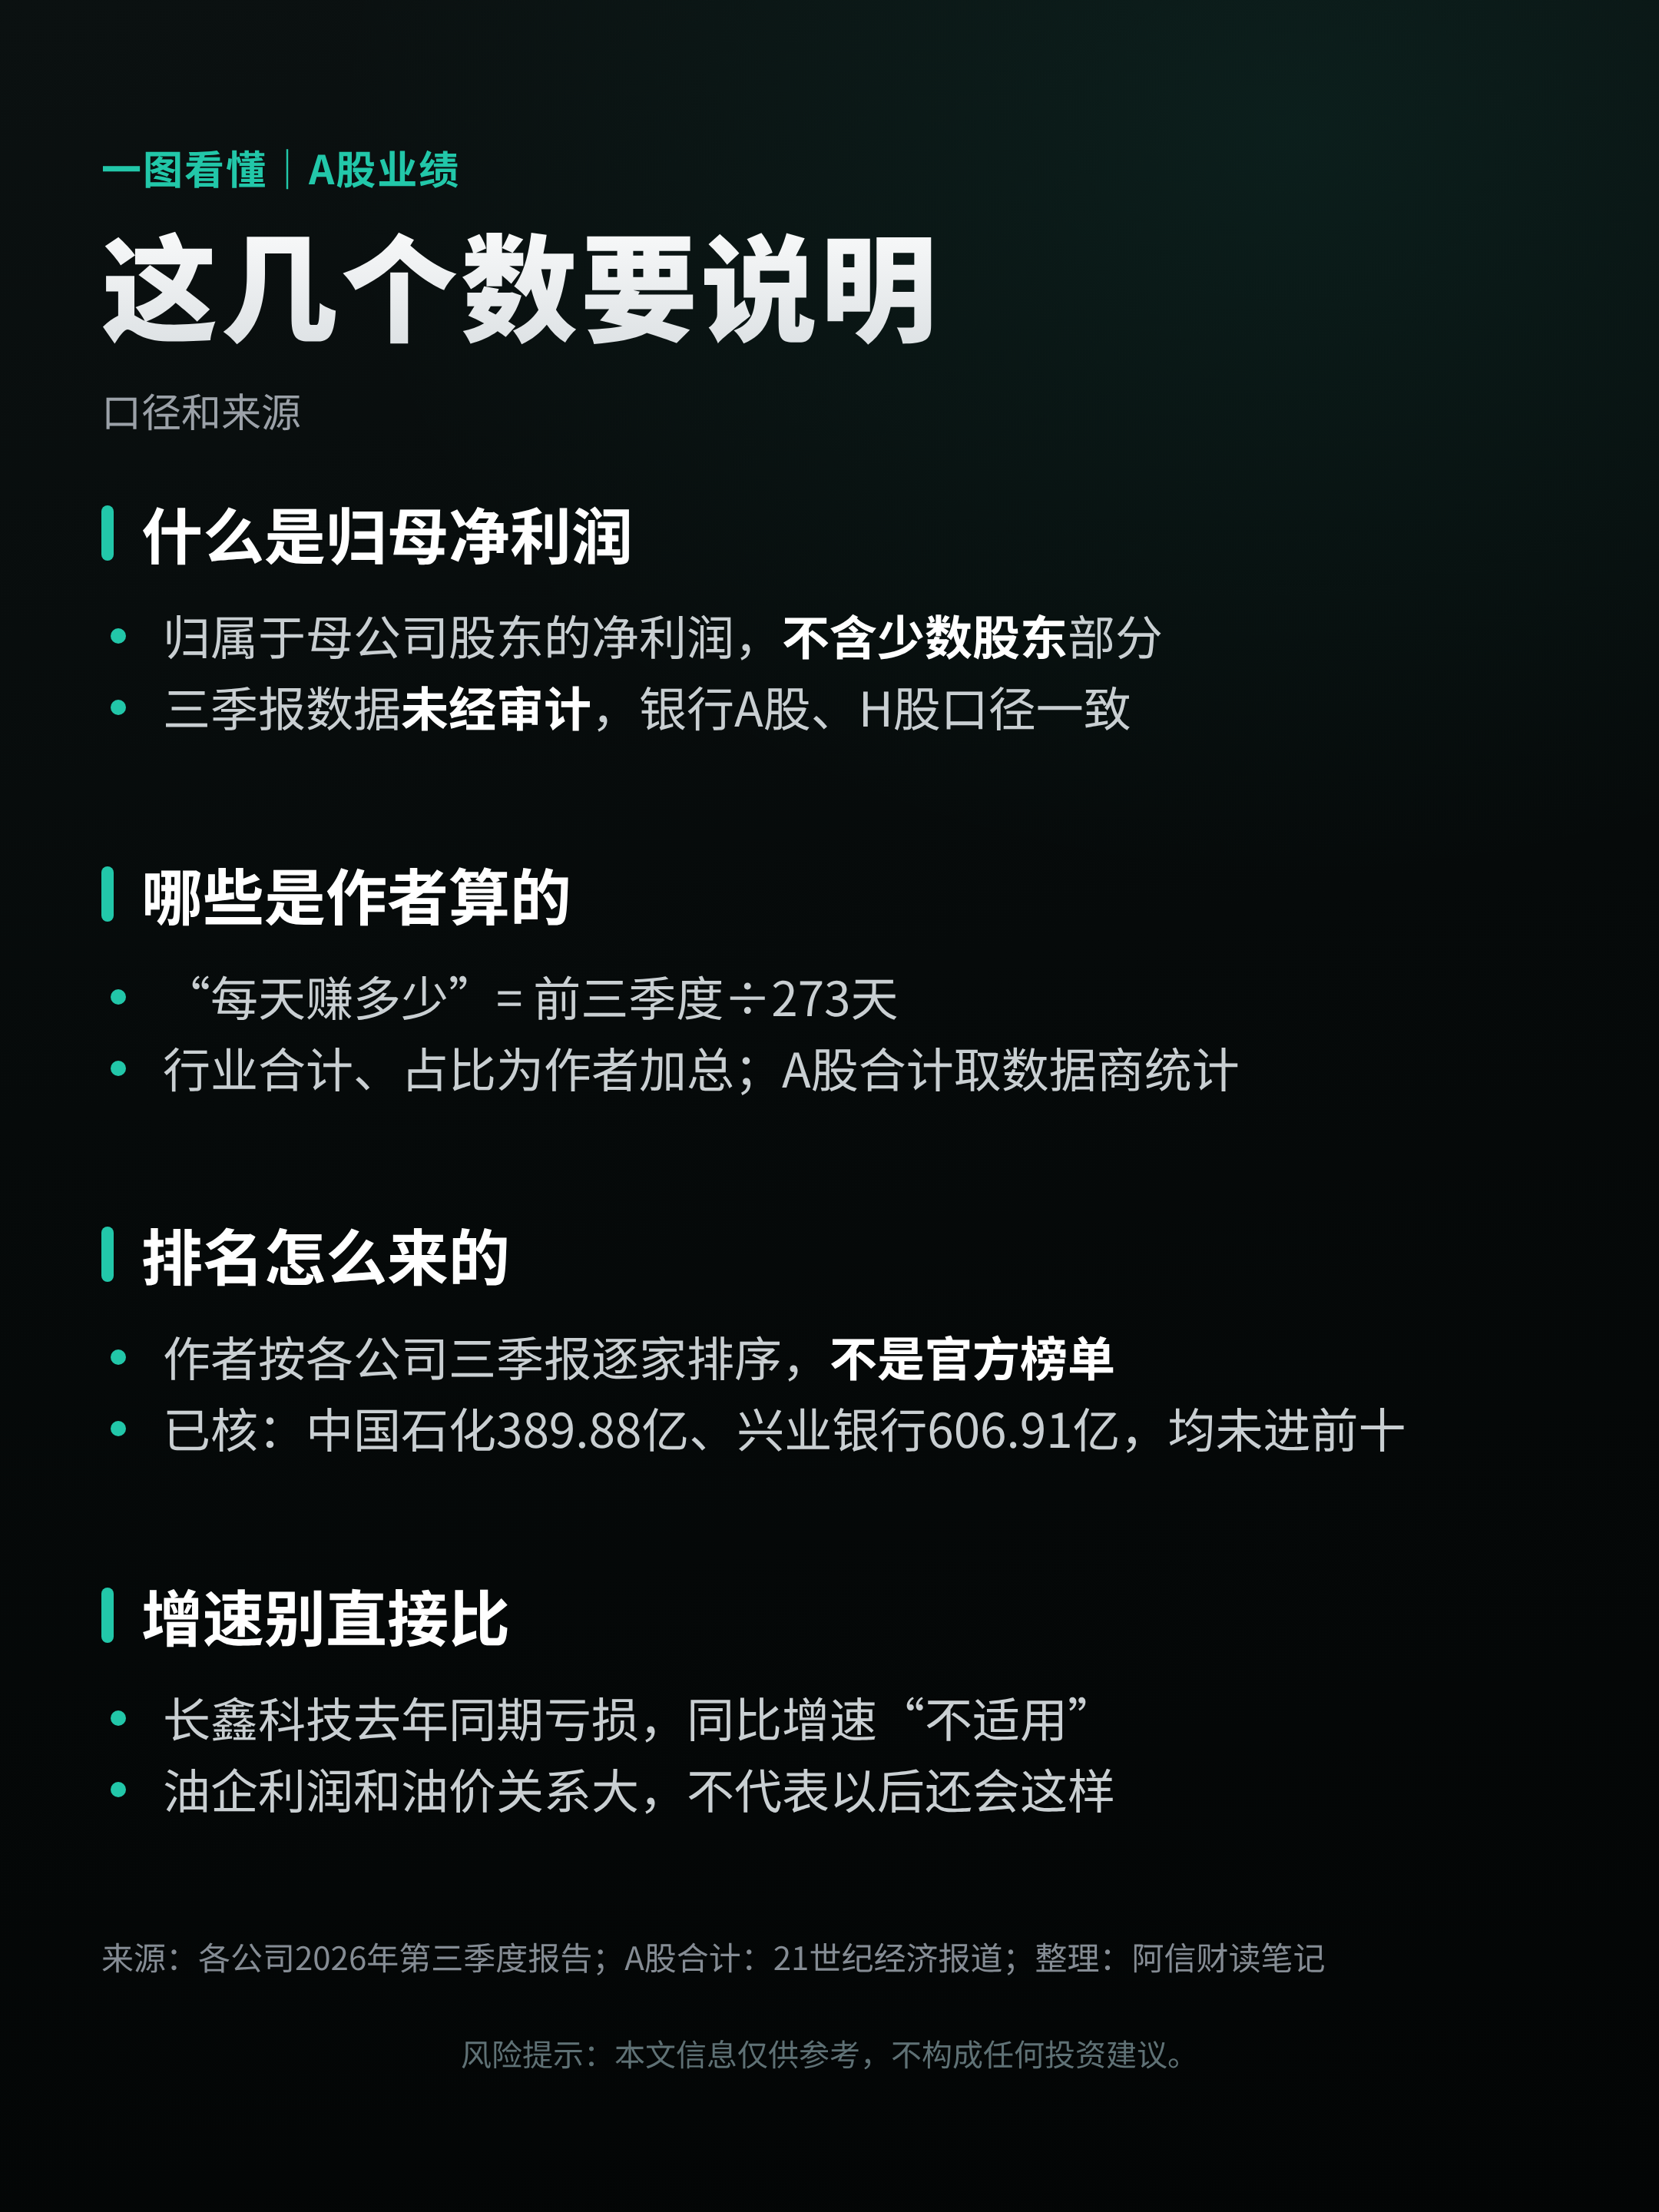 一图看懂｜A股业绩
这几个数要说明
口径和来源
什么是归母净利润
归属于母公司股东的净利润，不含少数股东部分
三季报数据未经审计，银行A股、H股口径一致
哪些是作者算的
“每天赚多少”= 前三季度÷273天
行业合计、占比为作者加总；A股合计取数据商统计
排名怎么来的
作者按各公司三季报逐家排序，不是官方榜单
已核：中国石化389.88亿、兴业银行606.91亿，均未进前十
增速别直接比
长鑫科技去年同期亏损，同比增速“不适用”
油企利润和油价关系大，不代表以后还会这样
来源：各公司2026年第三季度报告；A股合计：21世纪经济报道；整理：阿信财读笔记
风险提示：本文信息仅供参考，不构成任何投资建议。